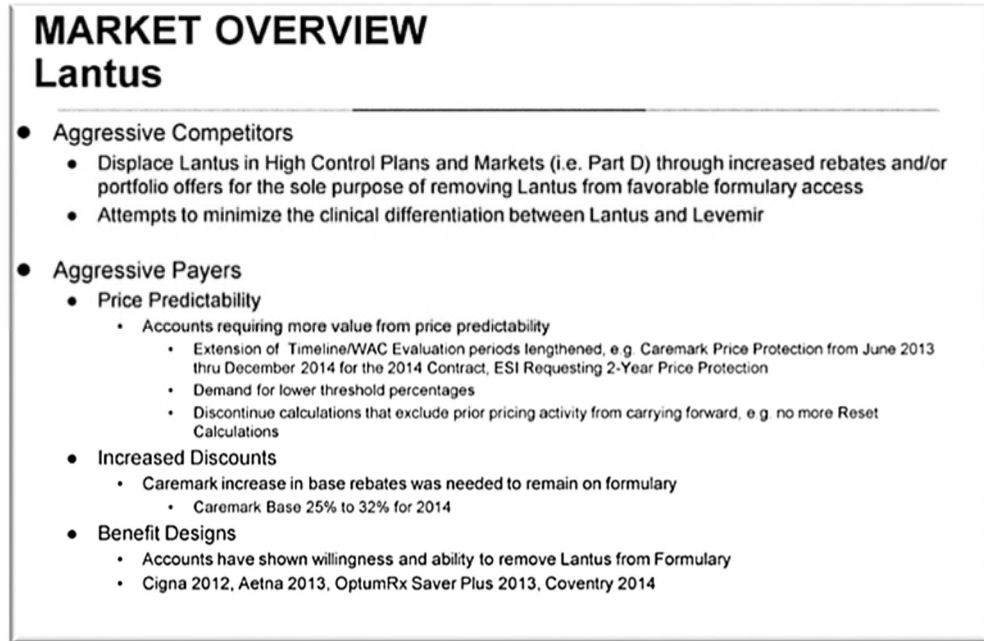 MARKET OVERVIEW
Lantus
● Aggressive Competitors
• Displace Lantus in High Control Plans and Markets (i.e. Part D) through increased rebates and/or
portfolio offers for the sole purpose of removing Lantus from favorable formulary access
• Attempts to minimize the clinical differentiation between Lantus and Levemir
● Aggressive Payers
• Price Predictability
• Accounts requiring more value from price predictability
• Extension of Timeline/WAC Evaluation periods lengthened, e.g. Caremark Price Protection from June 2013
thru December 2014 for the 2014 Contract, ESI Requesting 2-Year Price Protection
• Demand for lower threshold percentages
• Discontinue calculations that exclude prior pricing activity from carrying forward, e.g. no more Reset
Calculations
• Increased Discounts
• Caremark increase in base rebates was needed to remain on formulary
• Caremark Base 25% to 32% for 2014
• Benefit Designs
• Accounts have shown willingness and ability to remove Lantus from Formulary
• Cigna 2012, Aetna 2013, OptumRx Saver Plus 2013, Coventry 2014